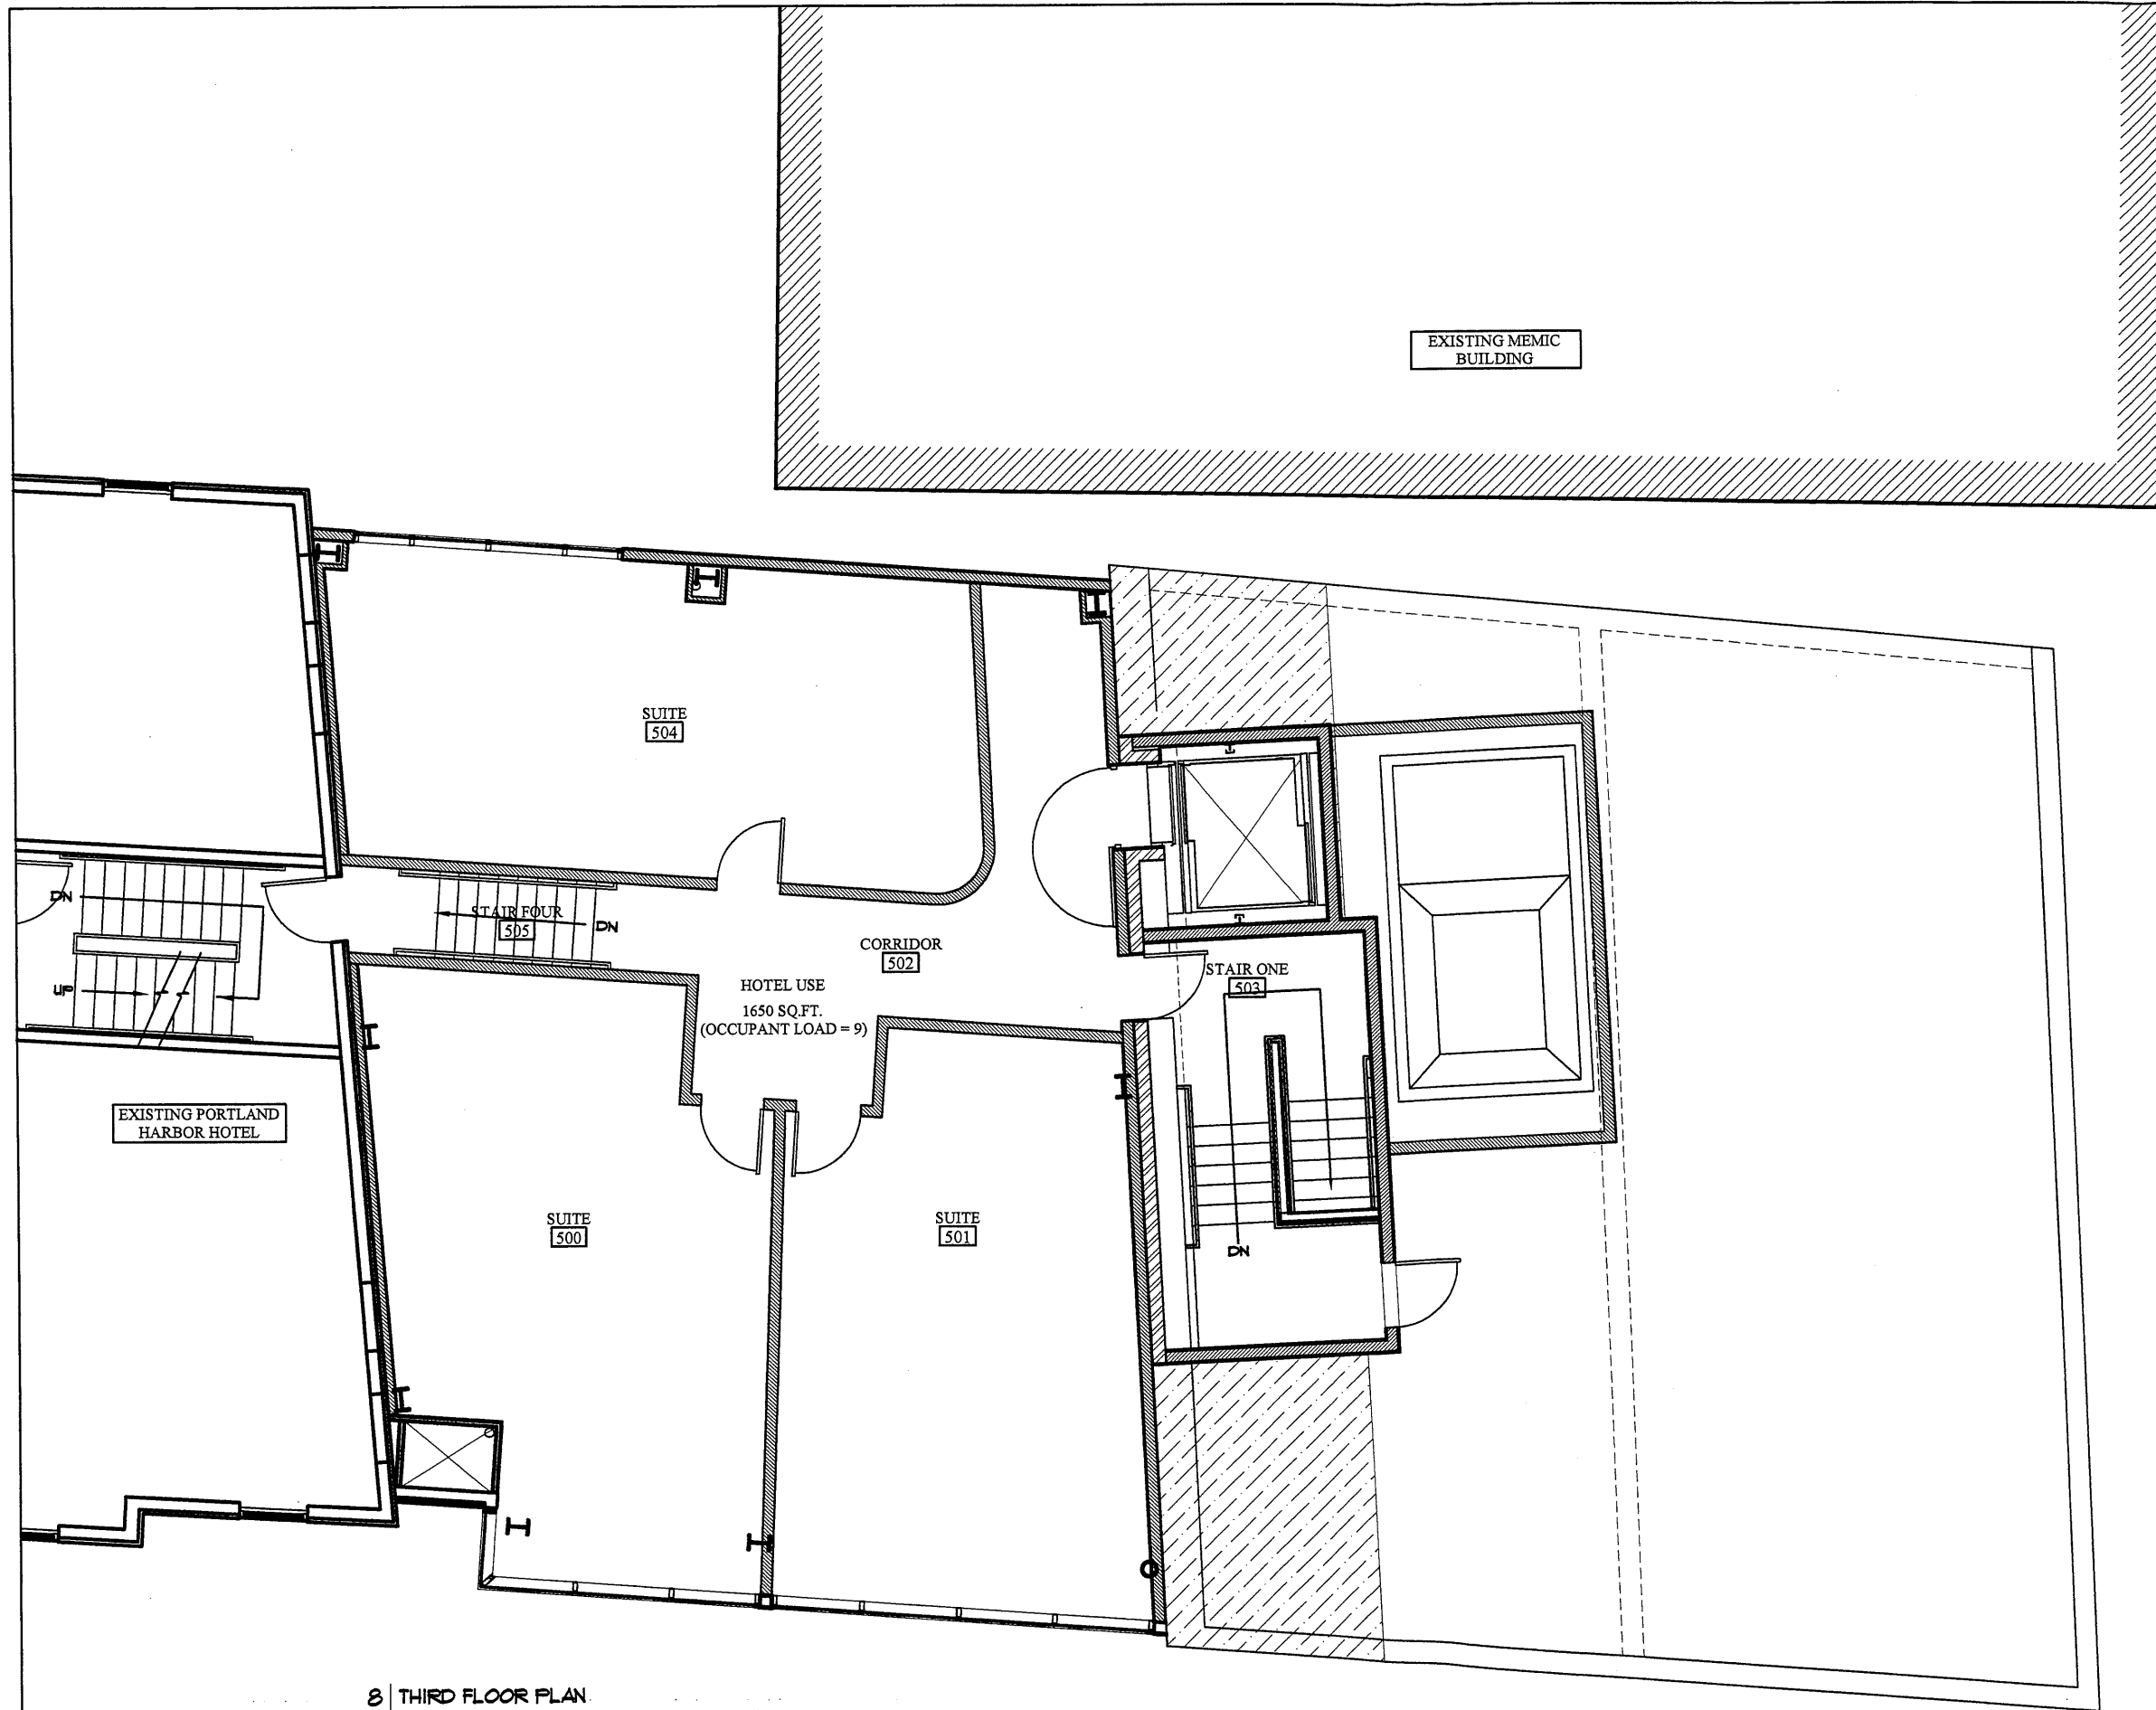 EXISTING MEMIC
BUILDING
SUITE
504
DN
UP
STAIR FOUR
505
DN
CORRIDOR
502
HOTEL USE
1650 SQ.FT.
(OCCUPANT LOAD = 9)
STAIR ONE
503
EXISTING PORTLAND
HARBOR HOTEL
SUITE
500
SUITE
501
DN
8 THIRD FLOOR PLAN